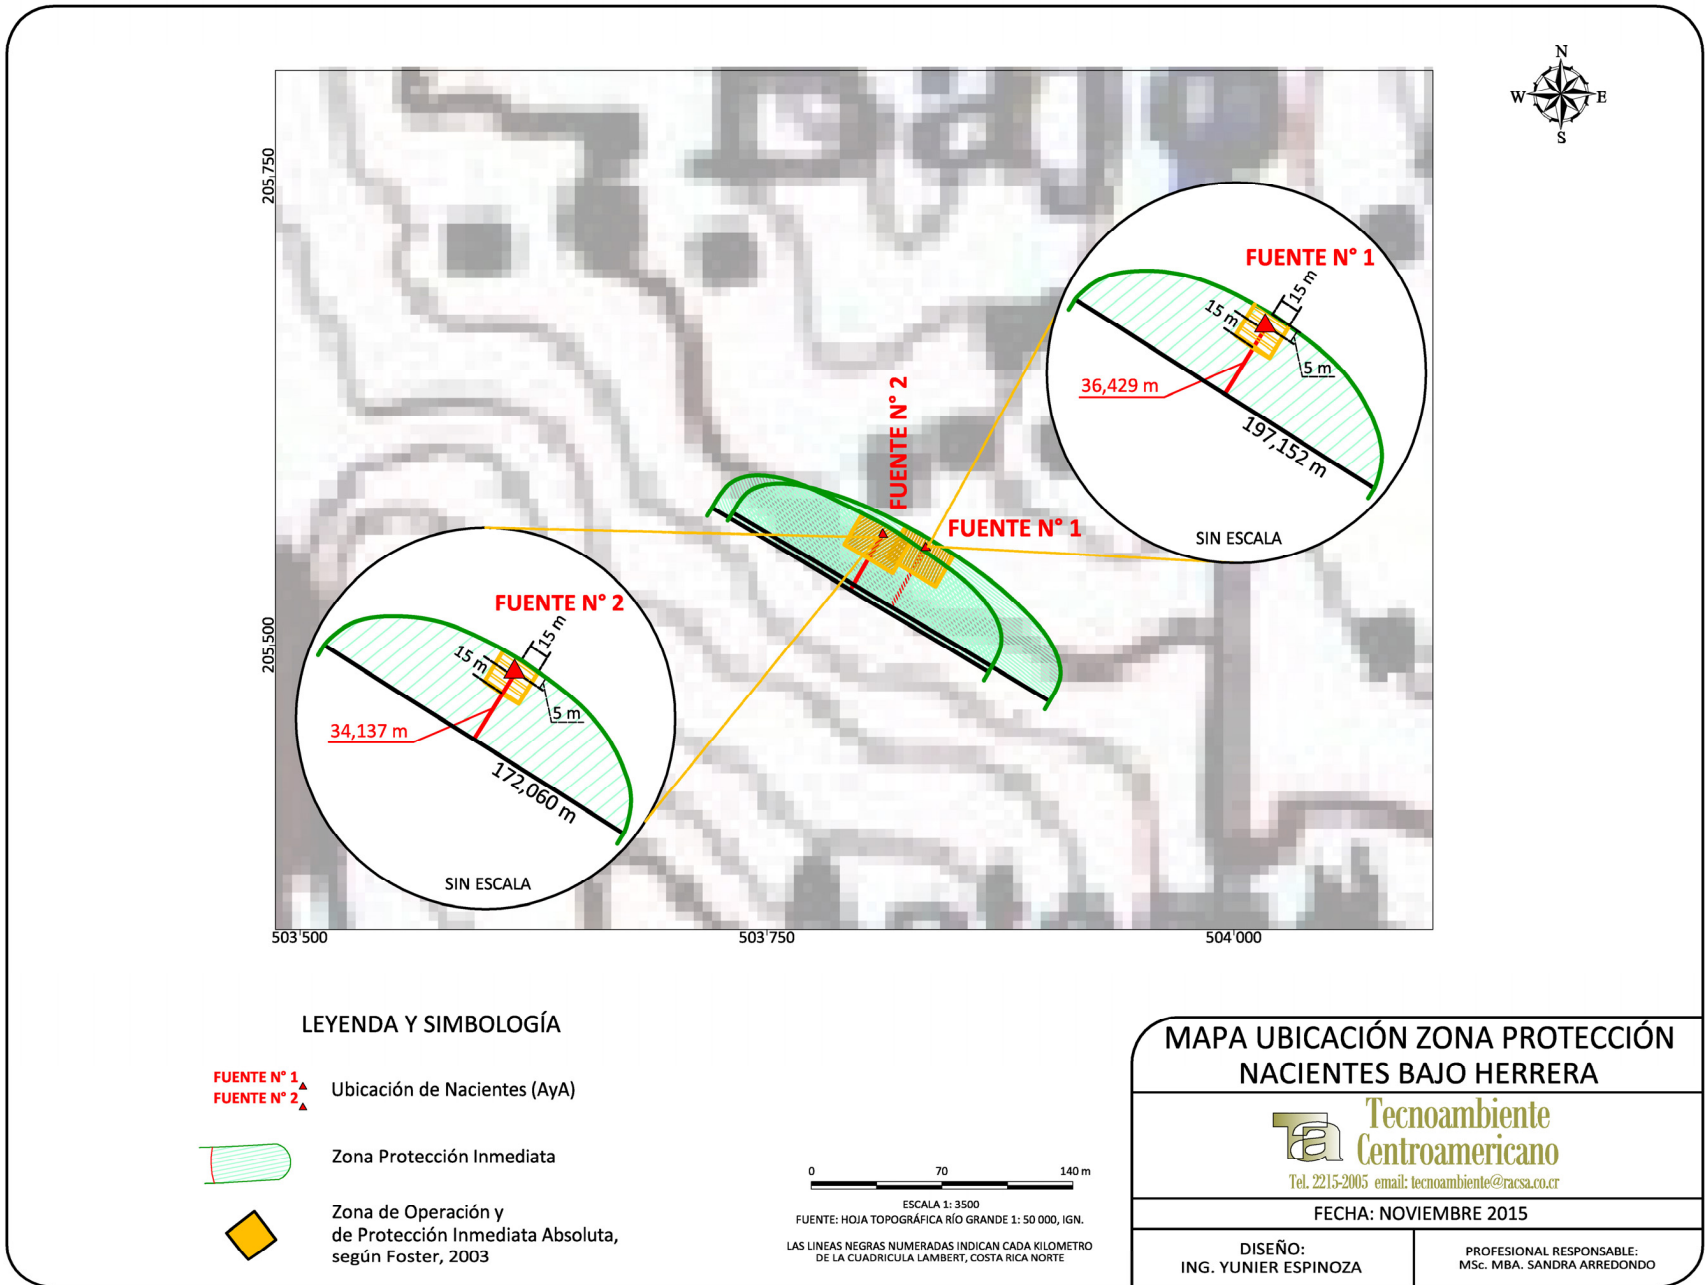 N
W
E
S
205,750
205,500
503'500
503'750
504'000
FUENTE N° 1
15 m
15 m
5 m
36,429 m
197,152 m
SIN ESCALA
FUENTE N° 2
FUENTE N° 1
FUENTE N° 2
15 m
15 m
5 m
34,137 m
172,060 m
SIN ESCALA
LEYENDA Y SIMBOLOGÍA
FUENTE N° 1
FUENTE N° 2
Ubicación de Nacientes (AyA)
Zona Protección Inmediata
Zona de Operación y
de Protección Inmediata Absoluta,
según Foster, 2003
0 70 140 m
ESCALA 1: 3500
FUENTE: HOJA TOPOGRÁFICA RÍO GRANDE 1: 50 000, IGN.
LAS LINEAS NEGRAS NUMERADAS INDICAN CADA KILOMETRO
DE LA CUADRICULA LAMBERT, COSTA RICA NORTE
MAPA UBICACIÓN ZONA PROTECCIÓN
NACIENTES BAJO HERRERA
Ta
Tecnoambiente
Centroamericano
Tel. 2215-2005 email: tecnoambiente@racsa.co.cr
FECHA: NOVIEMBRE 2015
DISEÑO:
ING. YUNIER ESPINOZA
PROFESIONAL RESPONSABLE:
MSc. MBA. SANDRA ARREDONDO